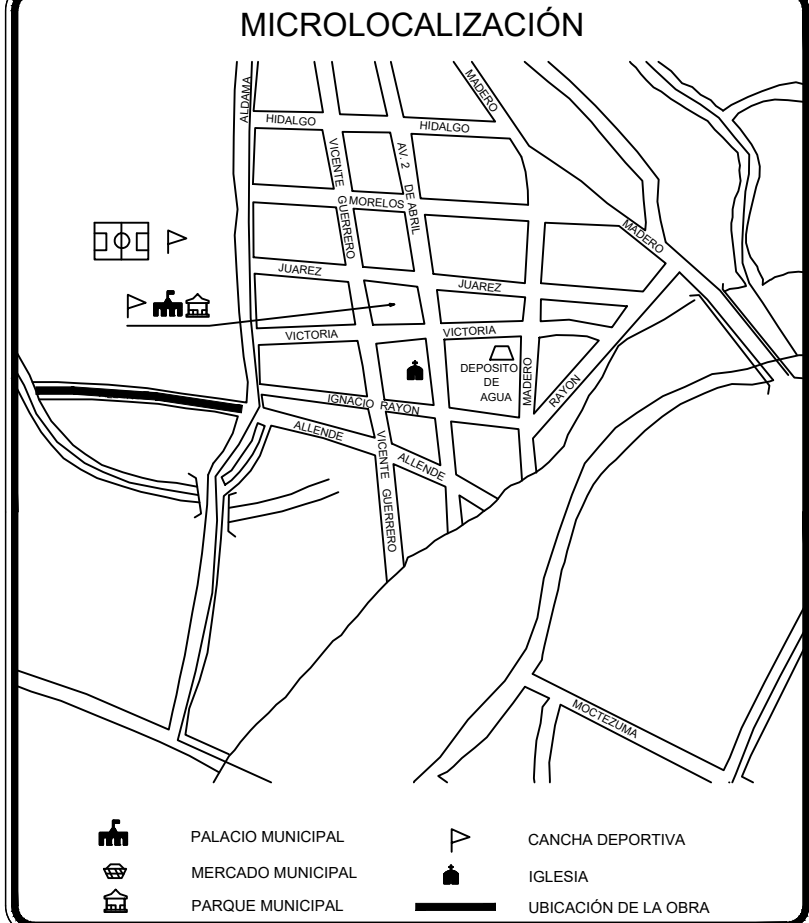 MICROLOCALIZACIÓN
ALDAMA
MADERO
HIDALGO
HIDALGO
VICENTE GUERRERO
AV. 2 DE ABRIL
MORELOS
MADERO
JUAREZ
JUAREZ
VICTORIA
VICTORIA
DEPOSITO
DE
AGUA
MADERO
RAYON
IGNACIO RAYON
ALLENDE
ALLENDE
VICENTE GUERRERO
MOCTEZUMA
PALACIO MUNICIPAL
MERCADO MUNICIPAL
PARQUE MUNICIPAL
CANCHA DEPORTIVA
IGLESIA
UBICACIÓN DE LA OBRA